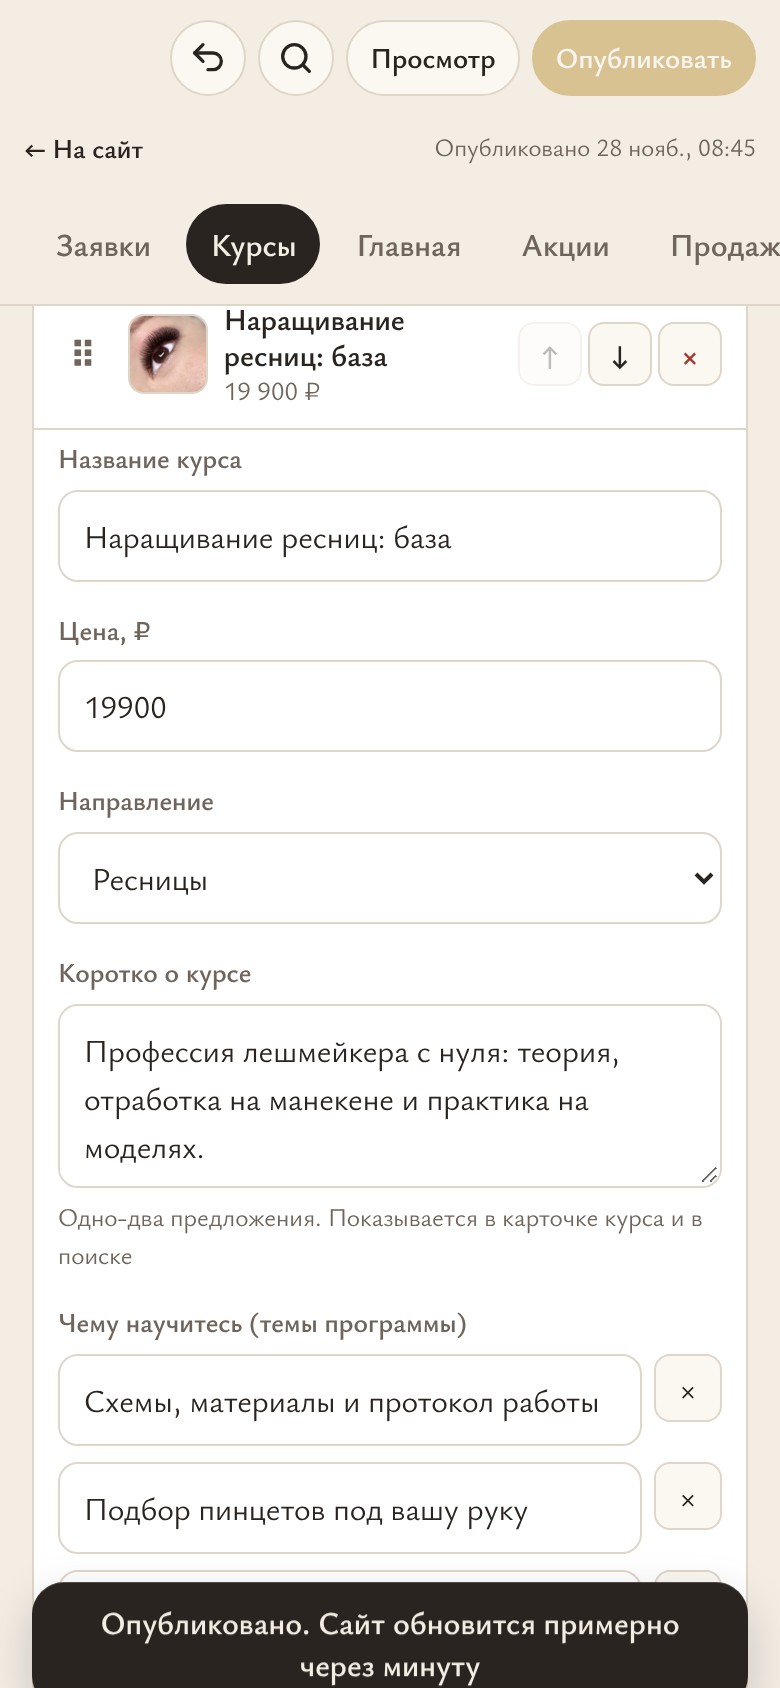 Просмотр
Опубликовать
← На сайт
Опубликовано 28 нояб., 08:45
Заявки
Курсы
Главная
Акции
Продаж
Наращивание
ресниц: база
19 900 ₽
↑
↓
×
Название курса
Наращивание ресниц: база
Цена, ₽
19900
Направление
Ресницы
Коротко о курсе
Профессия лешмейкера с нуля: теория,
отработка на манекене и практика на
моделях.
Одно-два предложения. Показывается в карточке курса и в
поиске
Чему научитесь (темы программы)
Схемы, материалы и протокол работы
×
Подбор пинцетов под вашу руку
×
Опубликовано. Сайт обновится примерно
через минуту